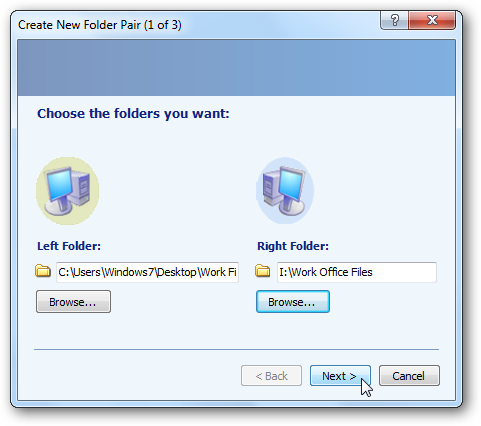 Create New Folder Pair (1 of 3)
Choose the folders you want:
Left Folder: Right Folder:
C:\Users\Windows7\Desktop\Work Fi I:\Work Office Files
Browse... Browse...
< Back Next > Cancel